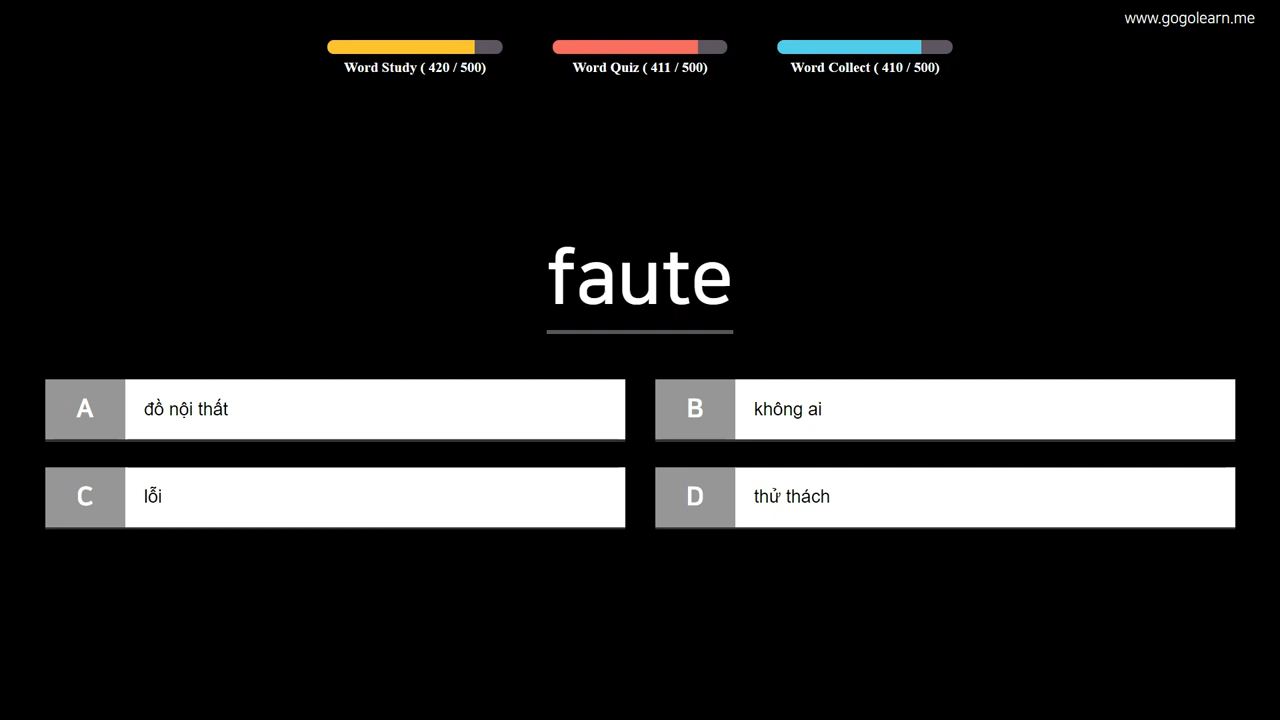 www.gogolearn.me
Word Study ( 420 / 500)
Word Quiz ( 411 / 500)
Word Collect ( 410 / 500)
faute
A đồ nội thất
B không ai
C lỗi
D thử thách